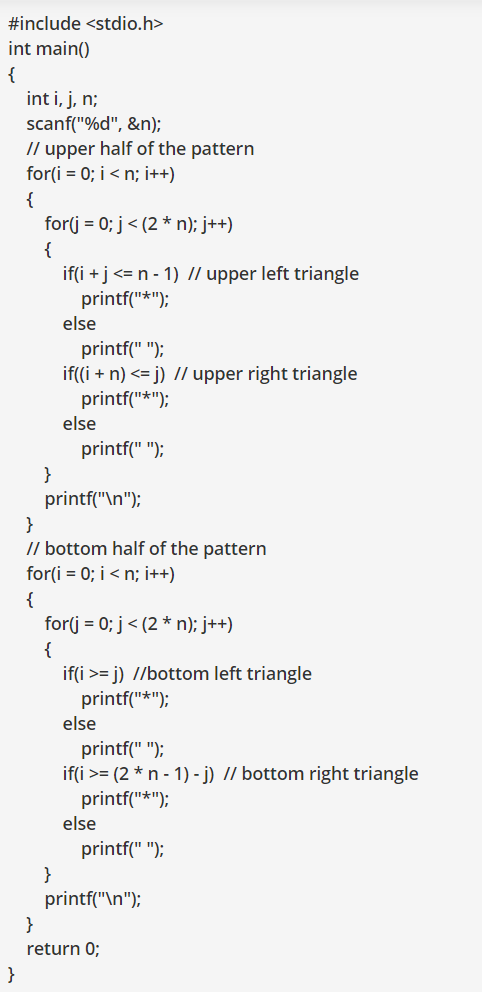 #include <stdio.h>
int main()
{
    int i, j, n;
    scanf("%d", &n);
    // upper half of the pattern
    for(i = 0; i < n; i++)
    {
        for(j = 0; j < (2 * n); j++)
        {
            if(i + j <= n - 1)  // upper left triangle
                printf("*");
            else
                printf(" ");
            if((i + n) <= j)  // upper right triangle
                printf("*");
            else
                printf(" ");
        }
        printf("\n");
    }
    // bottom half of the pattern
    for(i = 0; i < n; i++)
    {
        for(j = 0; j < (2 * n); j++)
        {
            if(i >= j)  //bottom left triangle
                printf("*");
            else
                printf(" ");
            if(i >= (2 * n - 1) - j)  // bottom right triangle
                printf("*");
            else
                printf(" ");
        }
        printf("\n");
    }
    return 0;
}